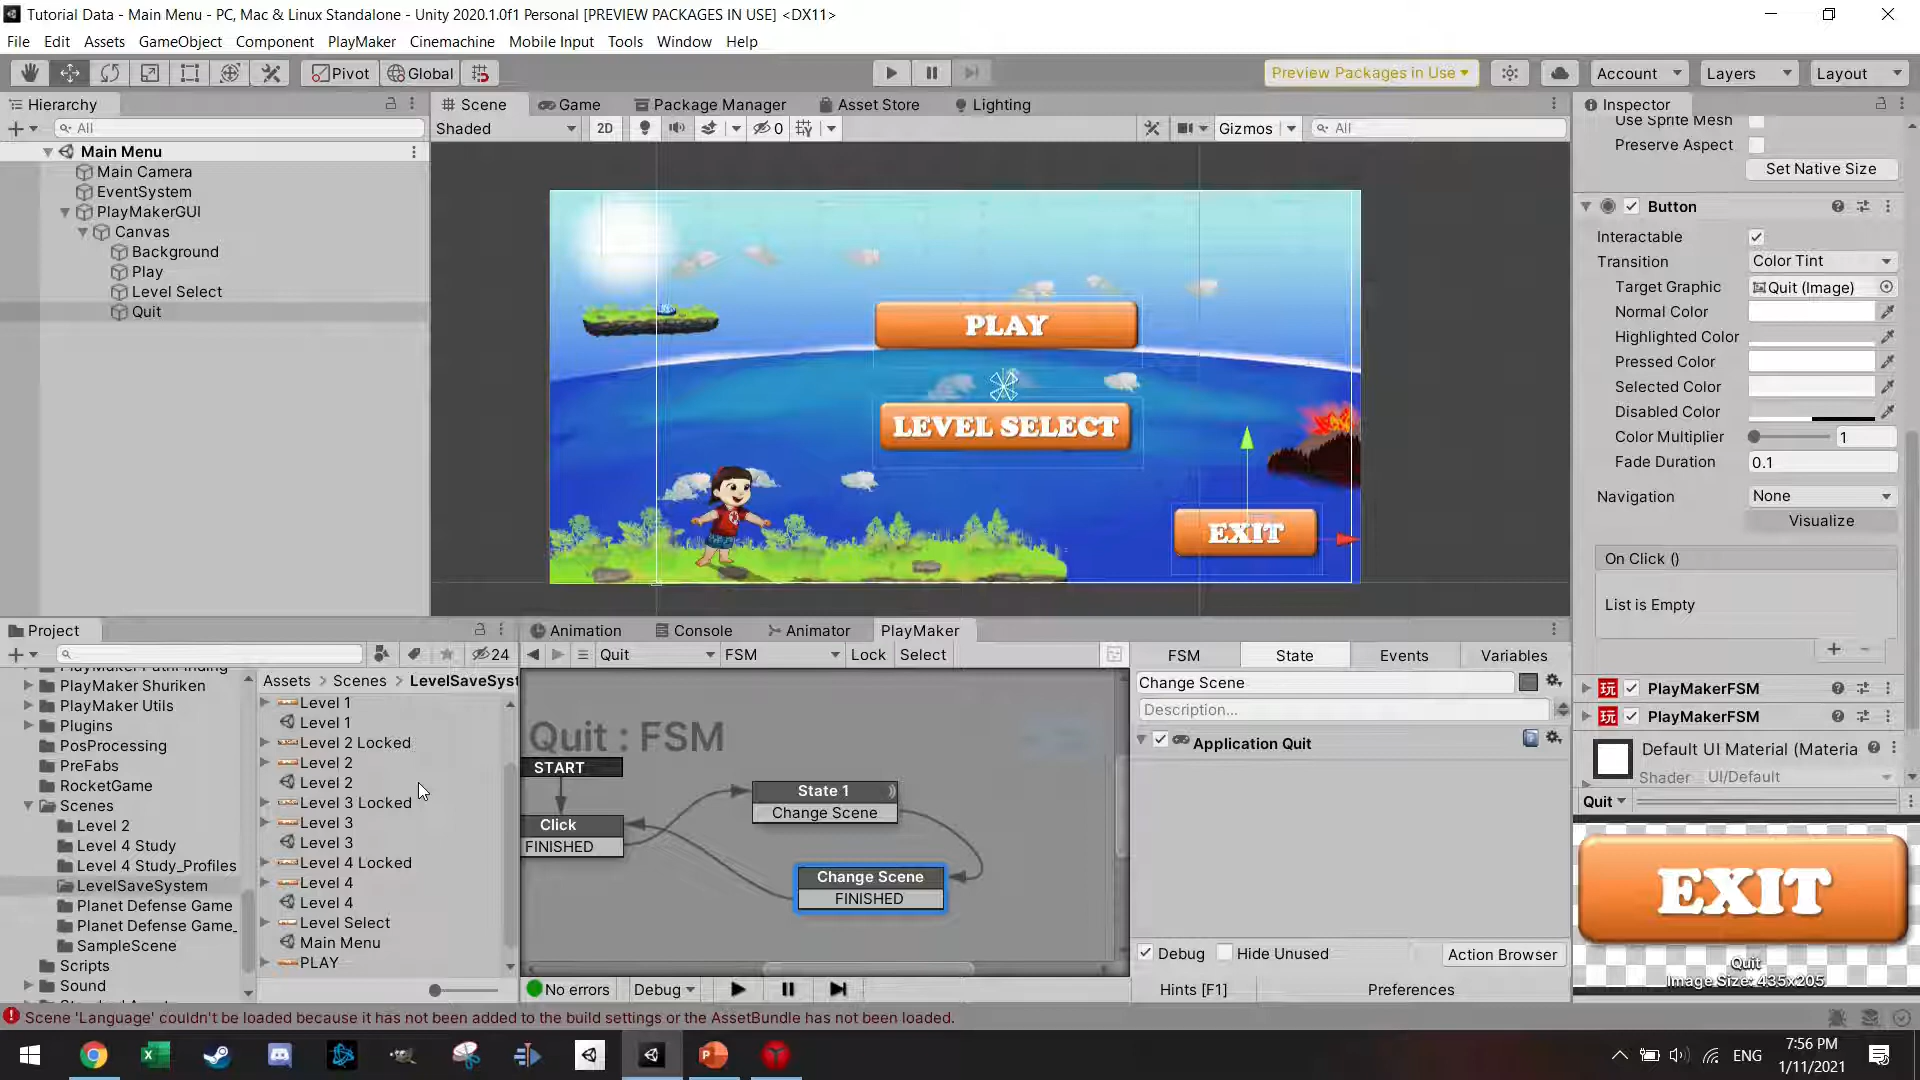 Tutorial Data - Main Menu - PC, Mac & Linux Standalone - Unity 2020.1.0f1 Personal [PREVIEW PACKAGES IN USE] <DX11>
File Edit Assets GameObject Component PlayMaker Cinemachine Mobile Input Tools Window Help
Pivot Global Preview Packages in Use Account Layers Layout
Hierarchy
All
Main Menu
Main Camera
EventSystem
PlayMakerGUI
Canvas
Background
Play
Level Select
Quit
Scene Game Package Manager Asset Store Lighting
Shaded 2D 0 Gizmos All
PLAY
LEVEL SELECT
EXIT
Inspector
Use Sprite Mesh
Preserve Aspect
Set Native Size
Button
Interactable
Transition Color Tint
Target Graphic Quit (Image)
Normal Color
Highlighted Color
Pressed Color
Selected Color
Disabled Color
Color Multiplier 1
Fade Duration 0.1
Navigation None
Visualize
On Click ()
List is Empty
玩 PlayMakerFSM
玩 PlayMakerFSM
Default UI Material (Materia
Shader UI/Default
Quit
EXIT
Quit
Image Size: 435x205
Project
24
PlayMaker PathFinding
PlayMaker Shuriken
PlayMaker Utils
Plugins
PosProcessing
PreFabs
RocketGame
Scenes
Level 2
Level 4 Study
Level 4 Study_Profiles
LevelSaveSystem
Planet Defense Game
Planet Defense Game_
SampleScene
Scripts
Sound
Assets > Scenes > LevelSaveSyst
Level 1
Level 1
Level 2 Locked
Level 2
Level 2
Level 3 Locked
Level 3
Level 3
Level 4 Locked
Level 4
Level 4
Level Select
Main Menu
PLAY
Animation Console Animator PlayMaker
Quit FSM Lock Select
Quit : FSM
START
Click
FINISHED
State 1
Change Scene
Change Scene
FINISHED
No errors Debug
FSM State Events Variables
Change Scene
Description...
Application Quit
Debug Hide Unused Action Browser
Hints [F1] Preferences
Scene 'Language' couldn't be loaded because it has not been added to the build settings or the AssetBundle has not been loaded.
ENG
7:56 PM
1/11/2021